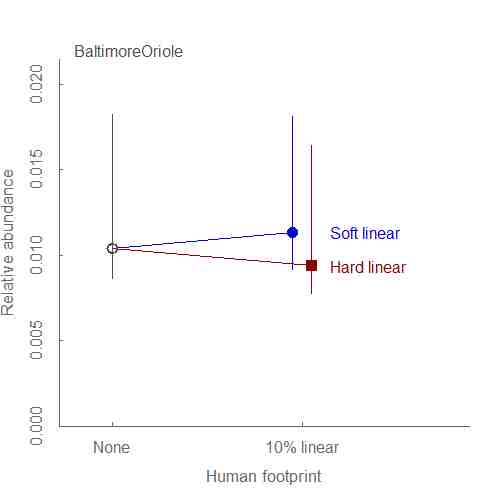 BaltimoreOriole
Relative abundance
0.020
0.015
0.010
0.005
0.000
Soft linear
Hard linear
None
10% linear
Human footprint